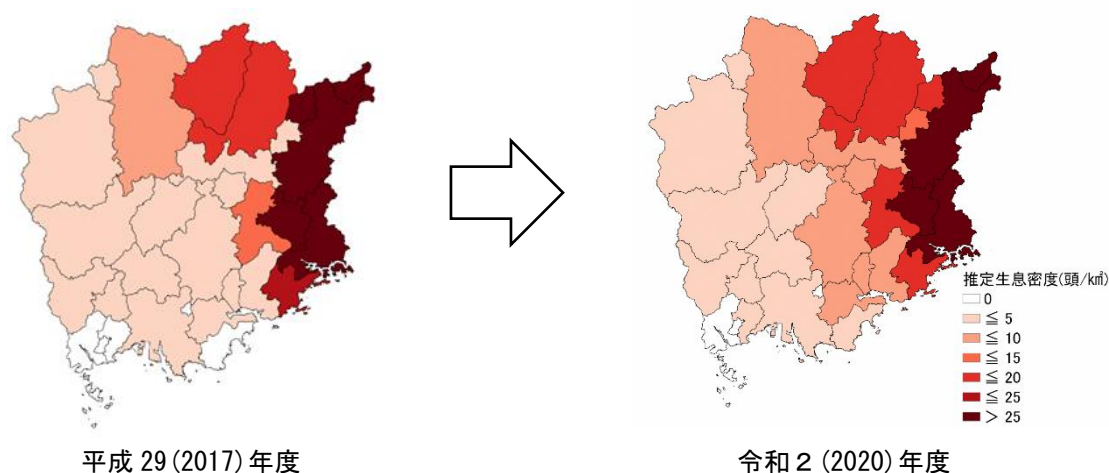 推定生息密度(頭/k㎡)
0
≦ 5
≦ 10
≦ 15
≦ 20
≦ 25
＞ 25
平成 29(2017)年度
令和２(2020)年度